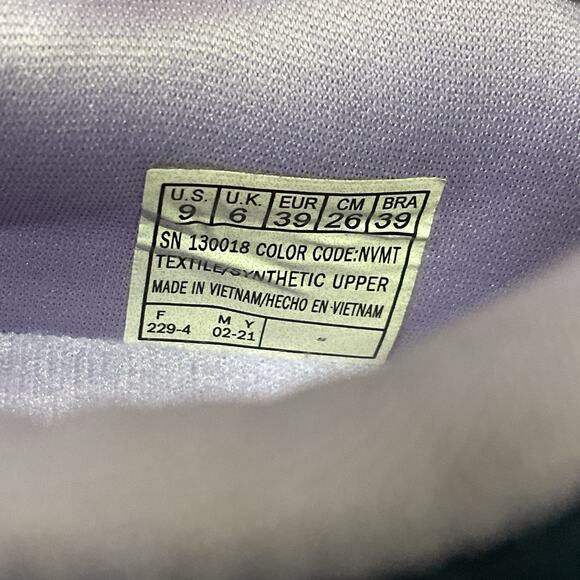 U.S. U.K. EUR CM BRA
9 6 39 26 39
SN 130018 COLOR CODE:NVMT
TEXTILE/SYNTHETIC UPPER
MADE IN VIETNAM/HECHO EN VIETNAM
F M Y
229-4 02-21